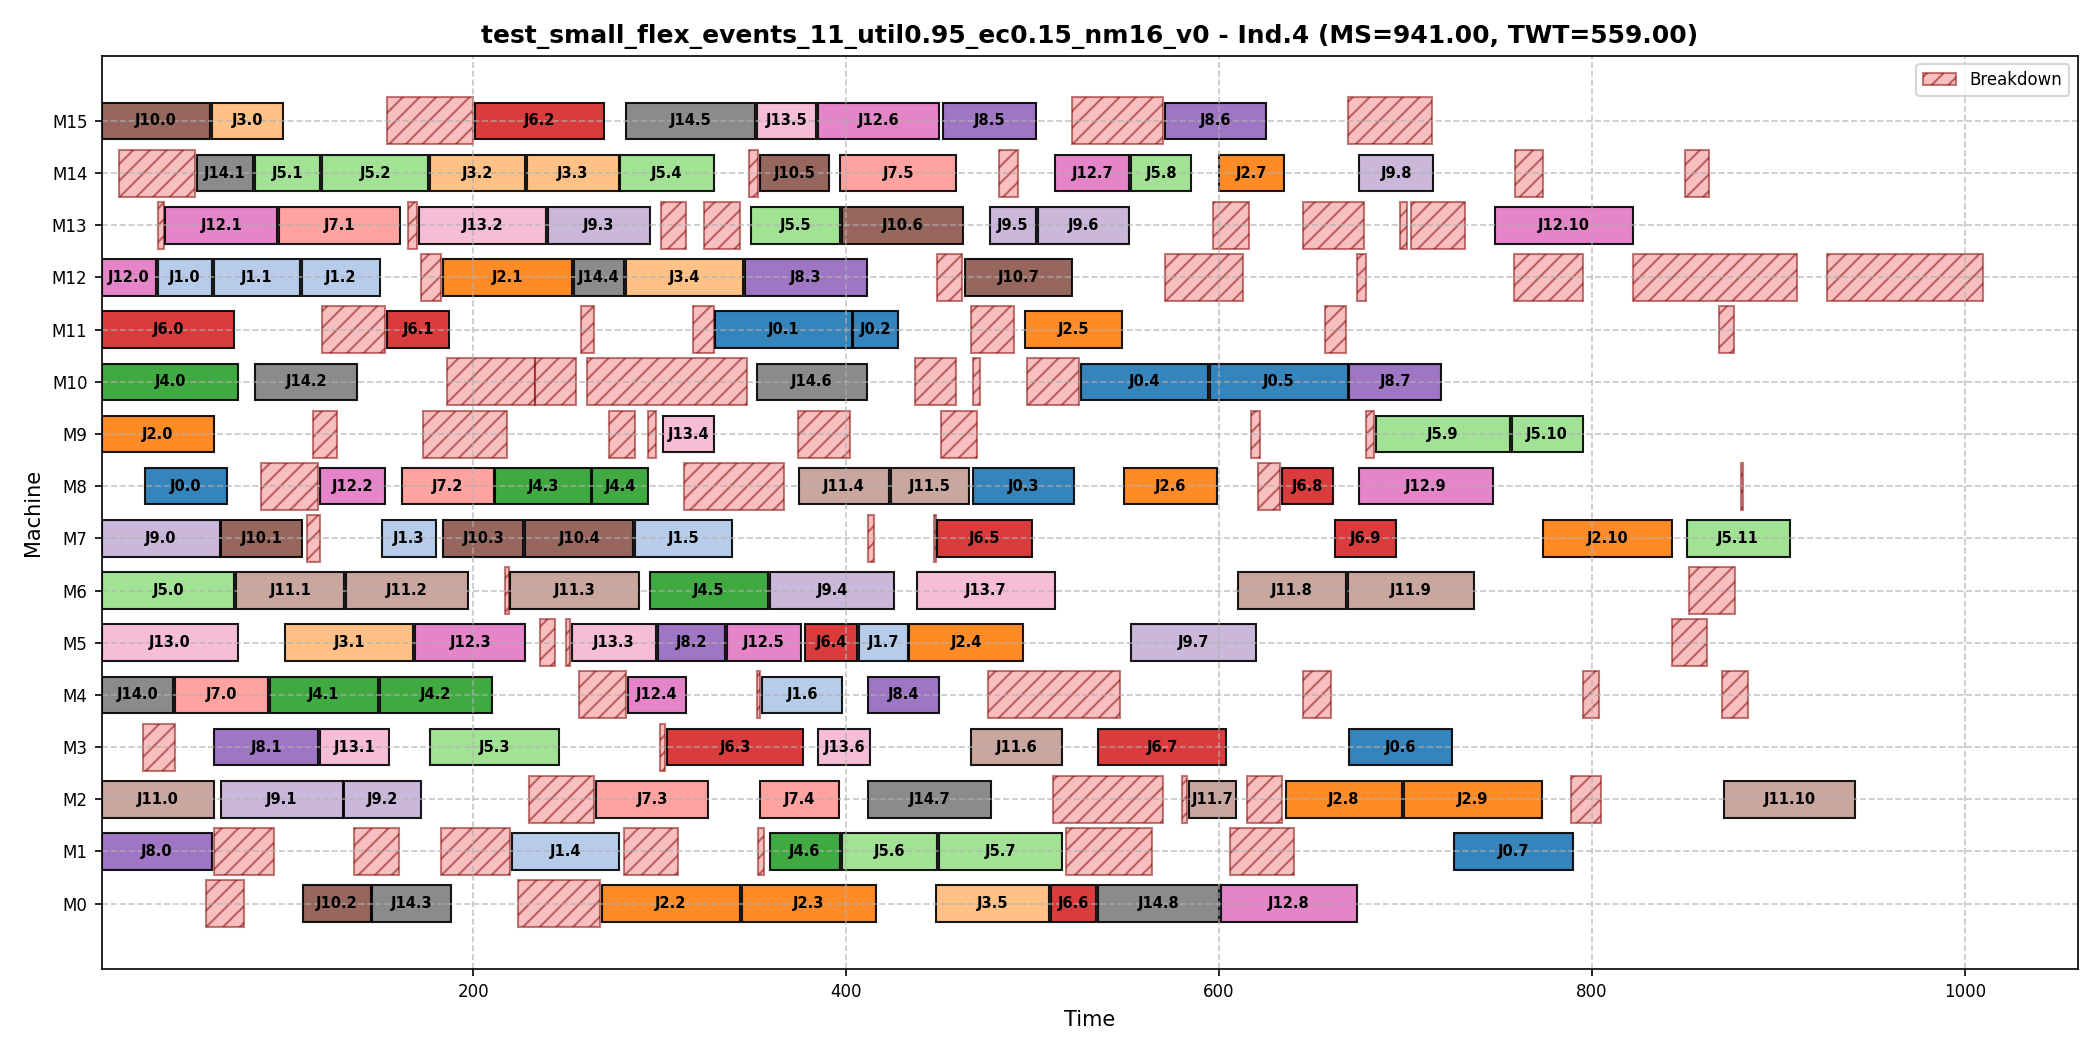 test_small_flex_events_11_util0.95_ec0.15_nm16_v0 - Ind.4 (MS=941.00, TWT=559.00)
Breakdown
M15 J10.0 J3.0 J6.2 J14.5 J13.5 J12.6 J8.5 J8.6
M14 J14.1 J5.1 J5.2 J3.2 J3.3 J5.4 J10.5 J7.5 J12.7 J5.8 J2.7 J9.8
M13 J12.1 J7.1 J13.2 J9.3 J5.5 J10.6 J9.5 J9.6 J12.10
M12 J12.0 J1.0 J1.1 J1.2 J2.1 J14.4 J3.4 J8.3 J10.7
M11 J6.0 J6.1 J0.1 J0.2 J2.5
M10 J4.0 J14.2 J14.6 J0.4 J0.5 J8.7
M9 J2.0 J13.4 J5.9 J5.10
M8 J0.0 J12.2 J7.2 J4.3 J4.4 J11.4 J11.5 J0.3 J2.6 J6.8 J12.9
M7 J9.0 J10.1 J1.3 J10.3 J10.4 J1.5 J6.5 J6.9 J2.10 J5.11
M6 J5.0 J11.1 J11.2 J11.3 J4.5 J9.4 J13.7 J11.8 J11.9
M5 J13.0 J3.1 J12.3 J13.3 J8.2 J12.5 J6.4 J1.7 J2.4 J9.7
M4 J14.0 J7.0 J4.1 J4.2 J12.4 J1.6 J8.4
M3 J8.1 J13.1 J5.3 J6.3 J13.6 J11.6 J6.7 J0.6
M2 J11.0 J9.1 J9.2 J7.3 J7.4 J14.7 J11.7 J2.8 J2.9 J11.10
M1 J8.0 J1.4 J4.6 J5.6 J5.7 J0.7
M0 J10.2 J14.3 J2.2 J2.3 J3.5 J6.6 J14.8 J12.8
Machine
200 400 600 800 1000
Time